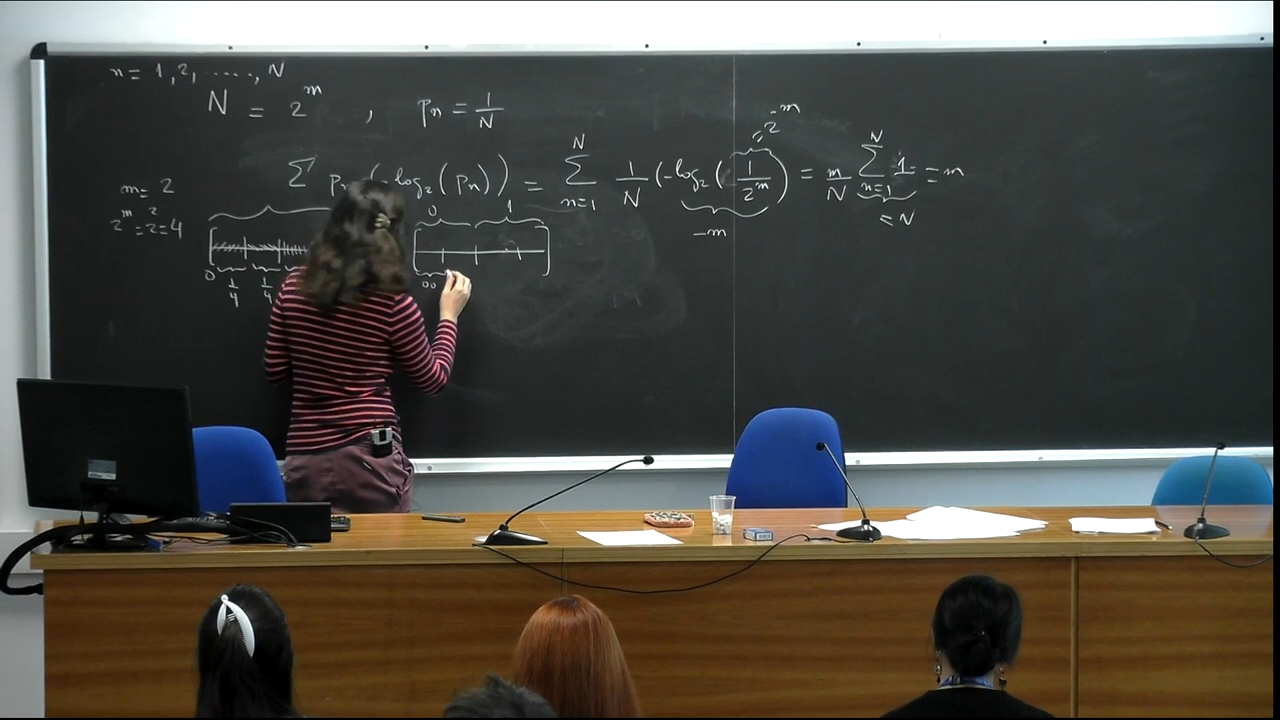 n = 1, 2, ....., N
N = 2^m , p_n = 1/N
= 2^-m
Σ p_n (-log_2 (p_n)) = Σ_{n=1}^{N} 1/N (-log_2 (1/2^m)) = m/N Σ_{n=1}^{N} 1 = m
-m
= N
m = 2
2^m = 2^2 = 4
0 1
0
1/4 1/4
00